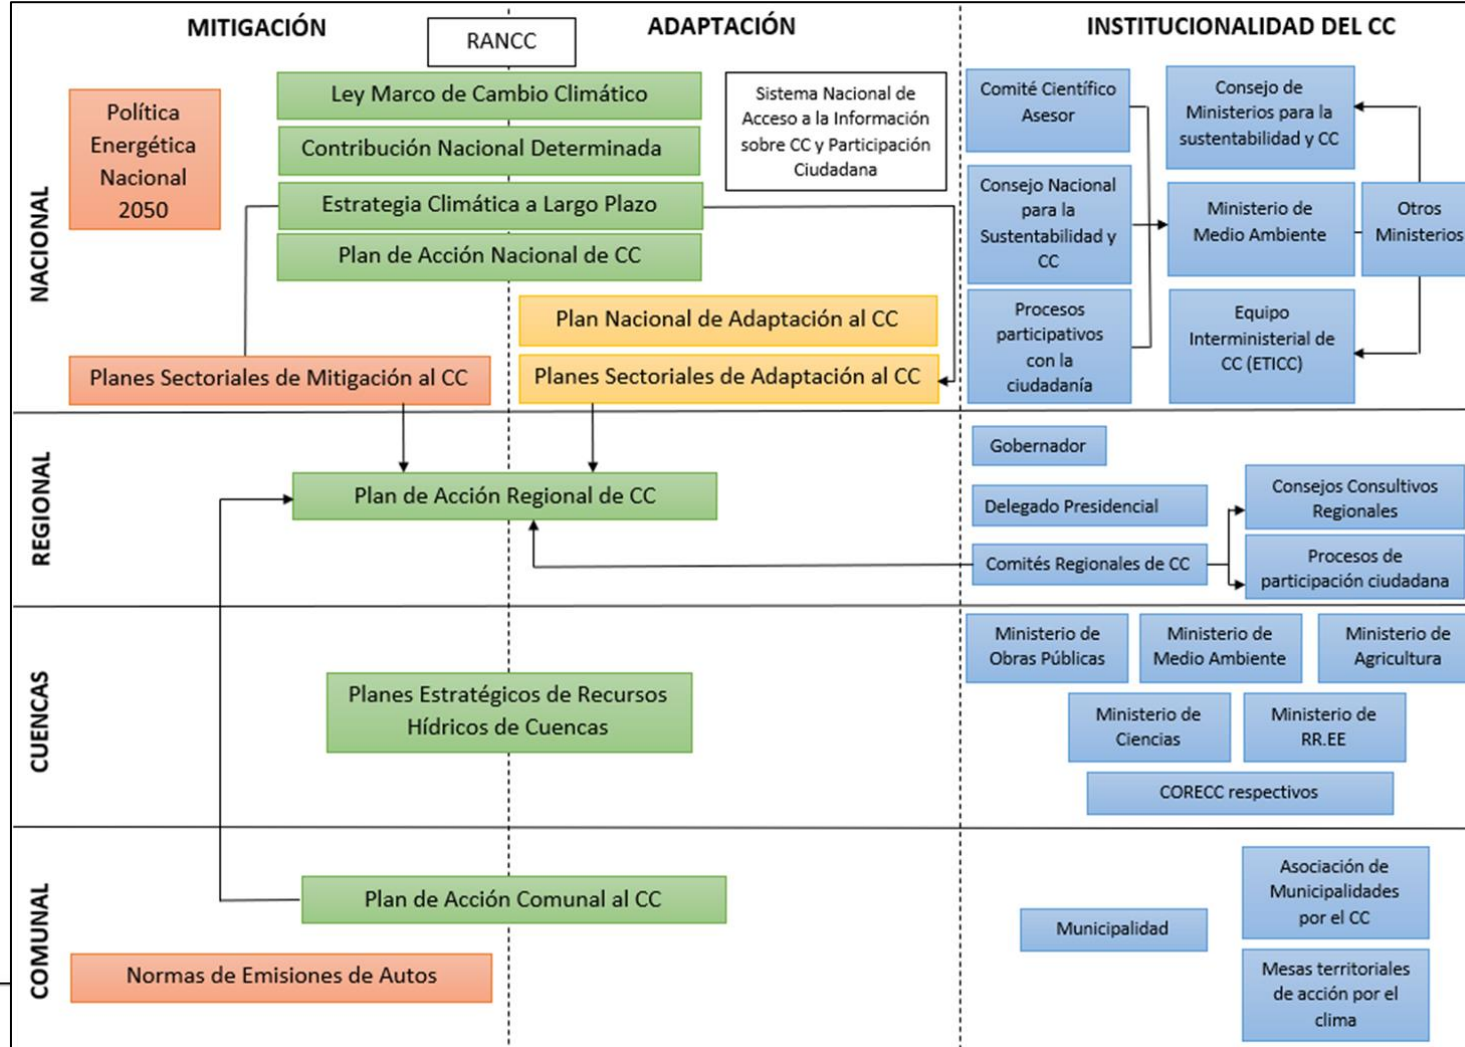 MITIGACIÓN
RANCC
ADAPTACIÓN
INSTITUCIONALIDAD DEL CC
NACIONAL
Política
Energética
Nacional
2050
Ley Marco de Cambio Climático
Contribución Nacional Determinada
Estrategia Climática a Largo Plazo
Plan de Acción Nacional de CC
Sistema Nacional de
Acceso a la Información
sobre CC y Participación
Ciudadana
Plan Nacional de Adaptación al CC
Planes Sectoriales de Mitigación al CC
Planes Sectoriales de Adaptación al CC
Comité Científico
Asesor
Consejo de
Ministerios para la
sustentabilidad y CC
Consejo Nacional
para la
Sustentabilidad y
CC
Ministerio de
Medio Ambiente
Otros
Ministerios
Procesos
participativos
con la
ciudadanía
Equipo
Interministerial de
CC (ETICC)
REGIONAL
Plan de Acción Regional de CC
Gobernador
Delegado Presidencial
Comités Regionales de CC
Consejos Consultivos
Regionales
Procesos de
participación ciudadana
CUENCAS
Planes Estratégicos de Recursos
Hídricos de Cuencas
Ministerio de
Obras Públicas
Ministerio de
Medio Ambiente
Ministerio de
Agricultura
Ministerio de
Ciencias
Ministerio de
RR.EE
CORECC respectivos
COMUNAL
Plan de Acción Comunal al CC
Normas de Emisiones de Autos
Municipalidad
Asociación de
Municipalidades
por el CC
Mesas territoriales
de acción por el
clima